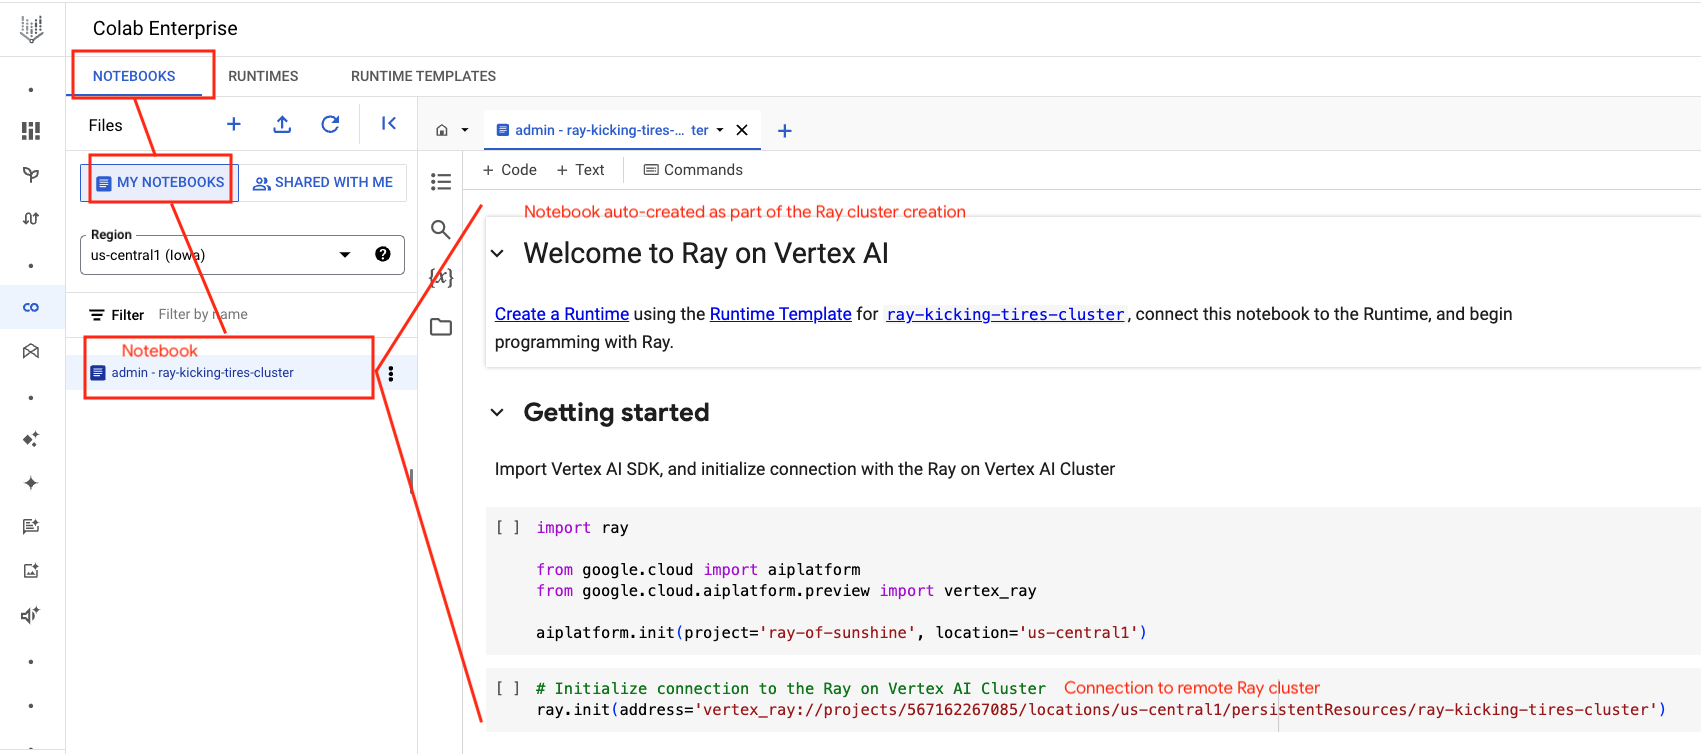 Colab Enterprise
NOTEBOOKS
RUNTIMES
RUNTIME TEMPLATES
Files
MY NOTEBOOKS
SHARED WITH ME
Region
us-central1 (Iowa)
Filter Filter by name
Notebook
admin - ray-kicking-tires-cluster
admin - ray-kicking-tires-... ter
+ Code + Text
Commands
{x}
Notebook auto-created as part of the Ray cluster creation
Welcome to Ray on Vertex AI
Create a Runtime using the Runtime Template for ray-kicking-tires-cluster, connect this notebook to the Runtime, and begin
programming with Ray.
Getting started
Import Vertex AI SDK, and initialize connection with the Ray on Vertex AI Cluster
[ ] import ray
from google.cloud import aiplatform
from google.cloud.aiplatform.preview import vertex_ray
aiplatform.init(project='ray-of-sunshine', location='us-central1')
[ ] # Initialize connection to the Ray on Vertex AI Cluster Connection to remote Ray cluster
ray.init(address='vertex_ray://projects/567162267085/locations/us-central1/persistentResources/ray-kicking-tires-cluster')